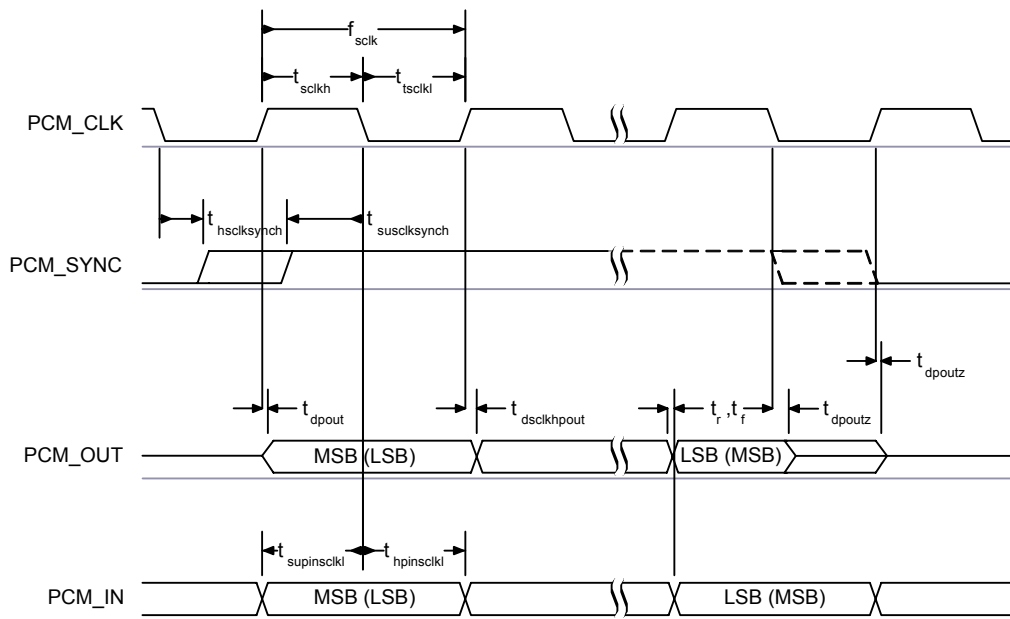 f sclk
t sclkh t tsclkl
PCM_CLK
t hsclksynch t susclksynch
PCM_SYNC
t dpoutz
t dpout t dsclkhpout t r ,t f t dpoutz
PCM_OUT MSB (LSB) LSB (MSB)
t supinsclkl t hpinsclkl
PCM_IN MSB (LSB) LSB (MSB)